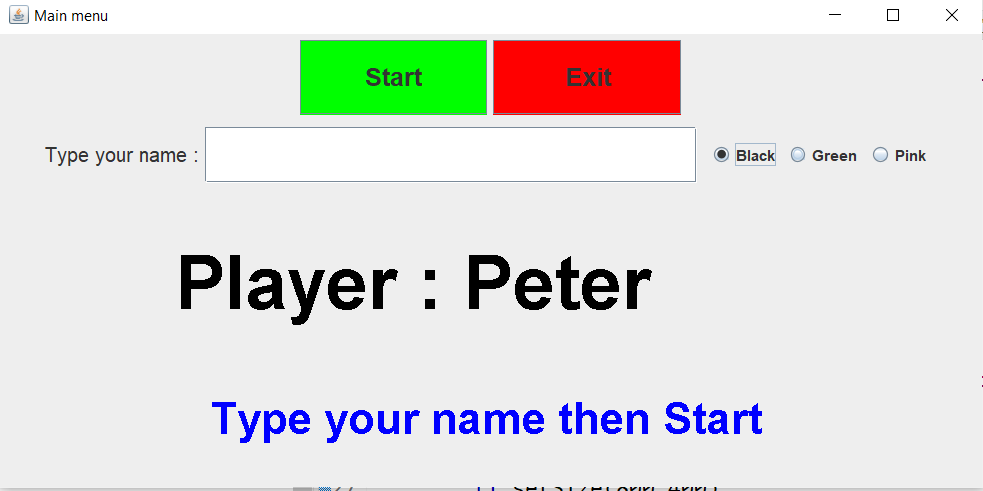 Main menu
Start Exit
Type your name : Black Green Pink
Player : Peter
Type your name then Start